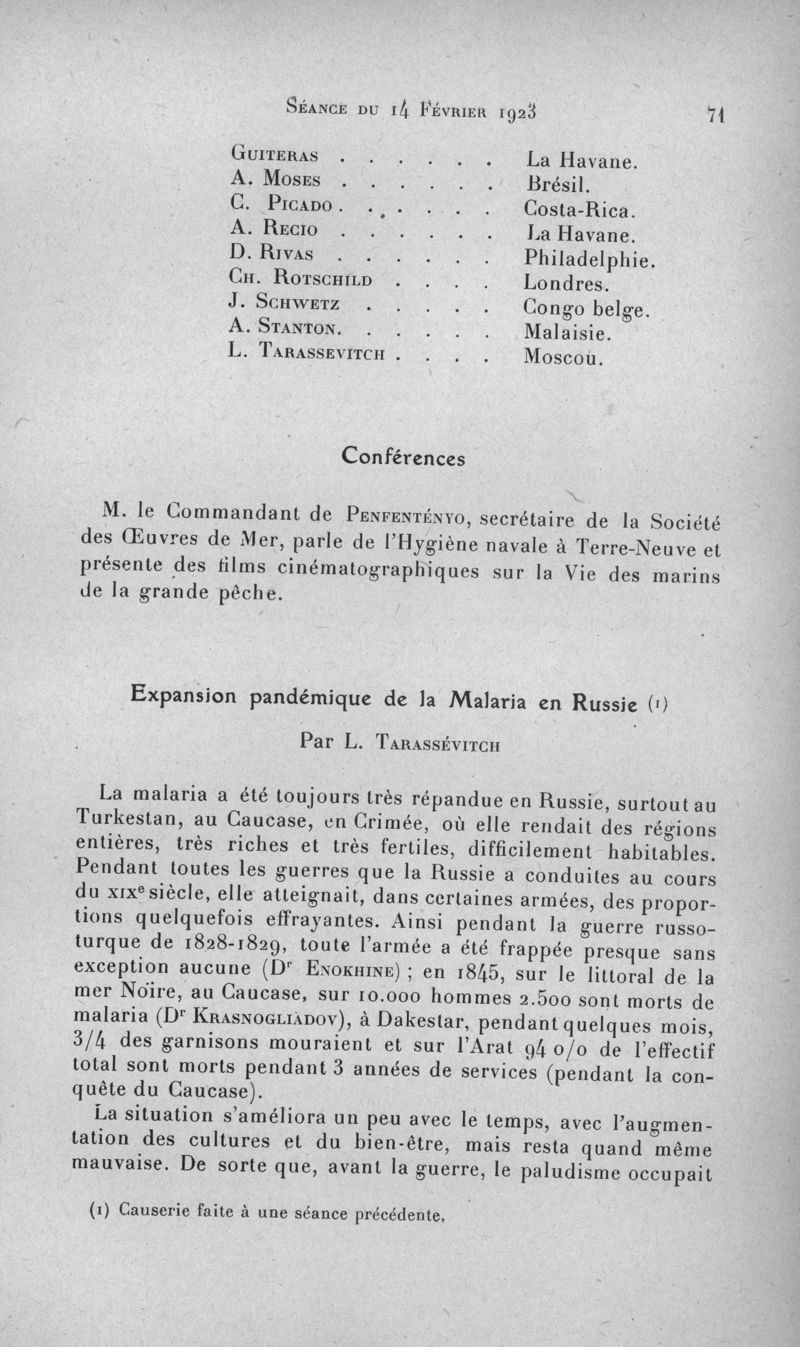 SÉANCE DU 14 FÉVRIER 1923 71
GUITERAS . . . . . . La Havane.
A. MOSES . . . . . . Brésil.
C. PICADO . . . . . . Costa-Rica.
A. RECIO . . . . . . La Havane.
D. RIVAS . . . . . . Philadelphie.
CH. ROTSCHILD . . . . Londres.
J. SCHWETZ . . . . . Congo belge.
A. STANTON. . . . . . Malaisie.
L. TARASSEVITCH . . . . Moscou.
Conférences
M. le Commandant de PENFENTÉNYO, secrétaire de la Société
des Œuvres de Mer, parle de l'Hygiène navale à Terre-Neuve et
présente des films cinématographiques sur la Vie des marins
de la grande pêche.
Expansion pandémique de la Malaria en Russie (1)
Par L. TARASSÉVITCH
La malaria a été toujours très répandue en Russie, surtout au
Turkestan, au Caucase, en Crimée, où elle rendait des régions
entières, très riches et très fertiles, difficilement habitables.
Pendant toutes les guerres que la Russie a conduites au cours
du XIXe siècle, elle atteignait, dans certaines armées, des propor-
tions quelquefois effrayantes. Ainsi pendant la guerre russo-
turque de 1828-1829, toute l'armée a été frappée presque sans
exception aucune (Dr ENOKHINE) ; en 1845, sur le littoral de la
mer Noire, au Caucase, sur 10.000 hommes 2.500 sont morts de
malaria (Dr KRASNOGLIADOV), à Dakestar, pendant quelques mois,
3/4 des garnisons mouraient et sur l'Arat 94 o/o de l'effectif
total sont morts pendant 3 années de services (pendant la con-
quête du Caucase).
La situation s'améliora un peu avec le temps, avec l'augmen-
tation des cultures et du bien-être, mais resta quand même
mauvaise. De sorte que, avant la guerre, le paludisme occupait
(1) Causerie faite à une séance précédente.